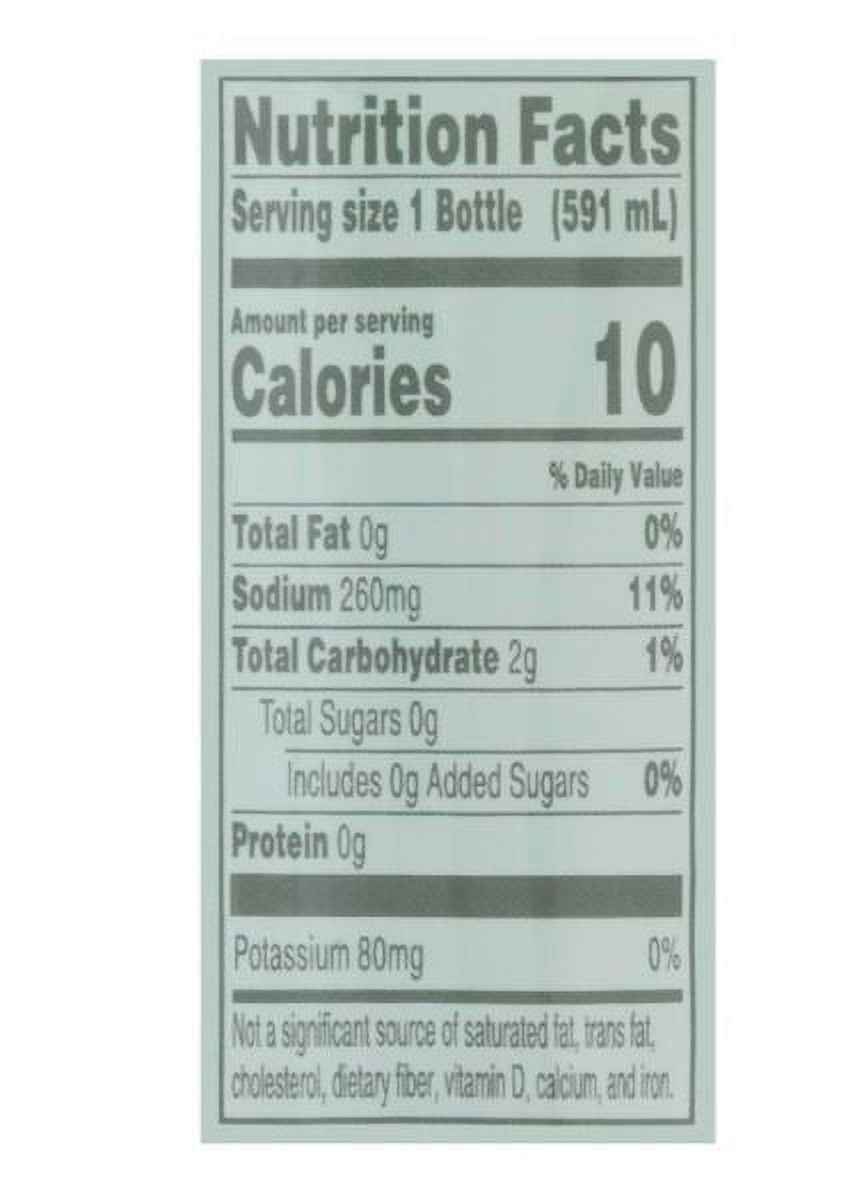 Nutrition Facts
Serving size 1 Bottle (591 mL)
Amount per serving
Calories 10
% Daily Value
Total Fat 0g 0%
Sodium 260mg 11%
Total Carbohydrate 2g 1%
Total Sugars 0g
Includes 0g Added Sugars 0%
Protein 0g
Potassium 80mg 0%
Not a significant source of saturated fat, trans fat,
cholesterol, dietary fiber, vitamin D, calcium, and iron.